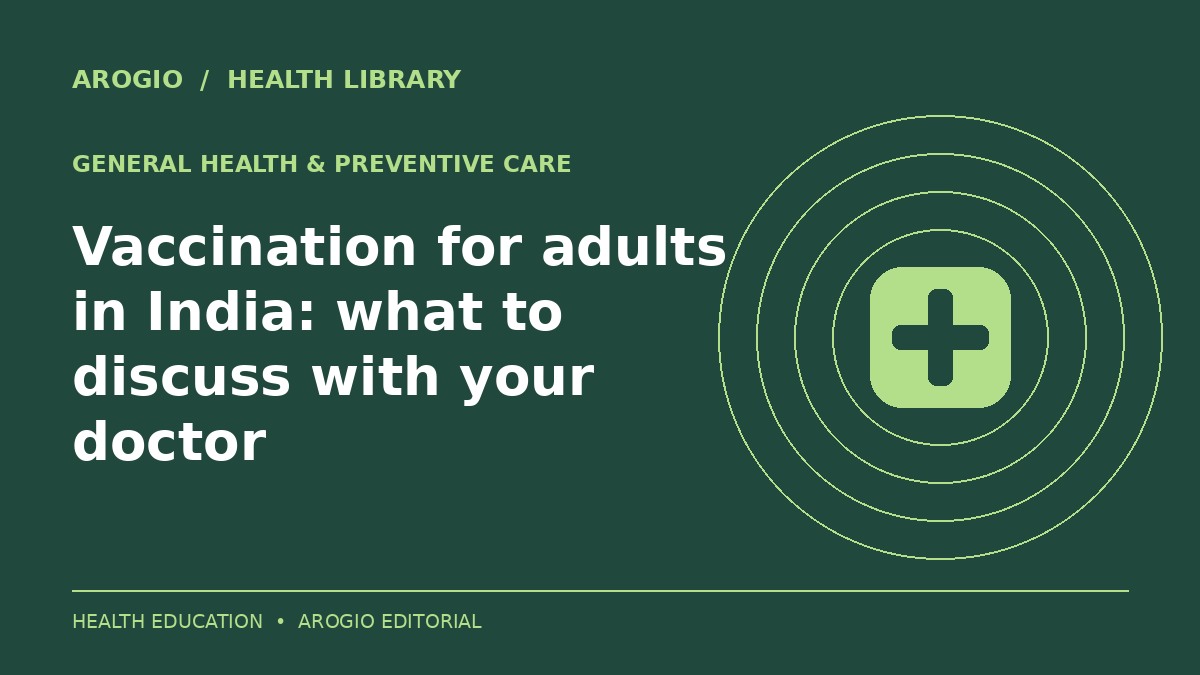 AROGIO / HEALTH LIBRARY
GENERAL HEALTH & PREVENTIVE CARE
Vaccination for adults
in India: what to
discuss with your
doctor
HEALTH EDUCATION • AROGIO EDITORIAL